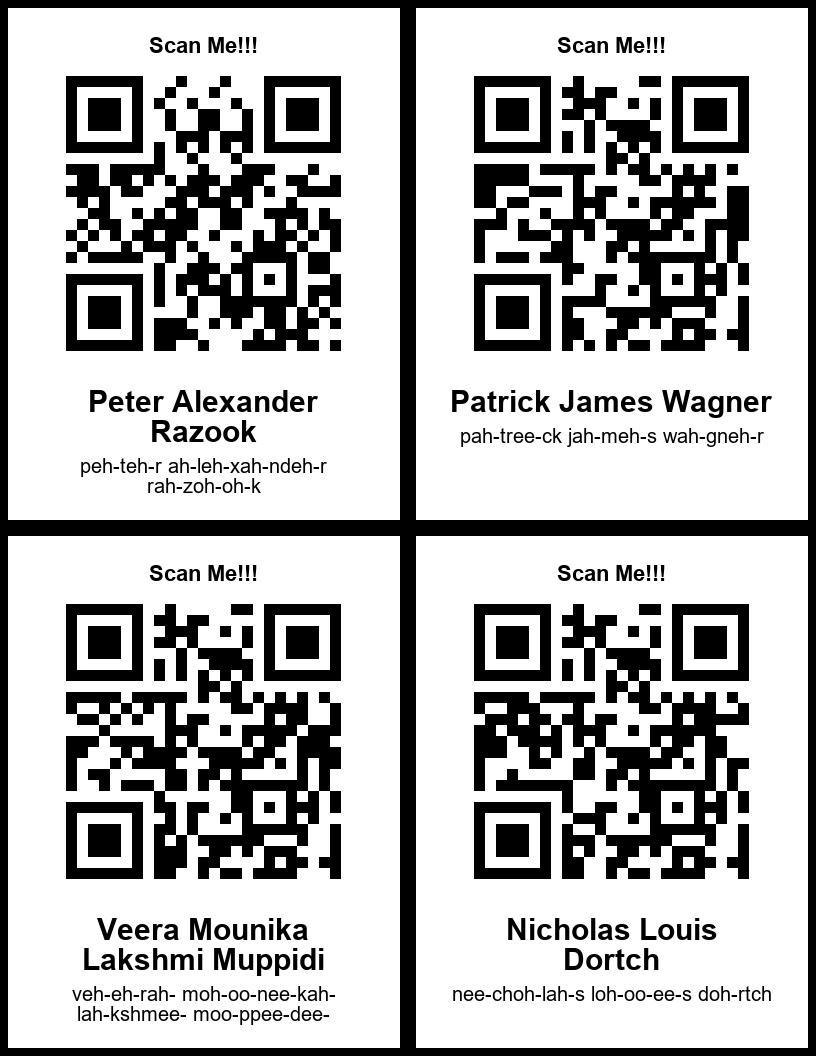 Scan Me!!!
Peter Alexander
Razook
peh-teh-r ah-leh-xah-ndeh-r
rah-zoh-oh-k
Scan Me!!!
Patrick James Wagner
pah-tree-ck jah-meh-s wah-gneh-r
Scan Me!!!
Veera Mounika
Lakshmi Muppidi
veh-eh-rah- moh-oo-nee-kah-
lah-kshmee- moo-ppee-dee-
Scan Me!!!
Nicholas Louis
Dortch
nee-choh-lah-s loh-oo-ee-s doh-rtch